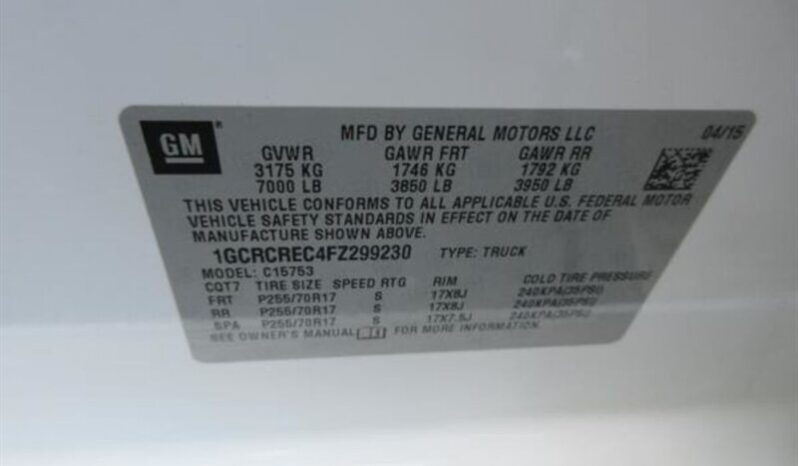 GM
MFD BY GENERAL MOTORS LLC 04/15
GVWR GAWR FRT GAWR RR
3175 KG 1746 KG 1792 KG
7000 LB 3850 LB 3950 LB
THIS VEHICLE CONFORMS TO ALL APPLICABLE U.S. FEDERAL MOTOR
VEHICLE SAFETY STANDARDS IN EFFECT ON THE DATE OF
MANUFACTURE SHOWN ABOVE.
1GCRCREC4FZ299230 TYPE: TRUCK
MODEL: C15753
CQT7 TIRE SIZE SPEED RTG RIM COLD TIRE PRESSURE
FRT P255/70R17 S 17X8J 240KPA(35PSI)
RR P255/70R17 S 17X8J 240KPA(35PSI)
SPA P255/70R17 S 17X7.5J 240KPA(35PSI)
SEE OWNER'S MANUAL FOR MORE INFORMATION.